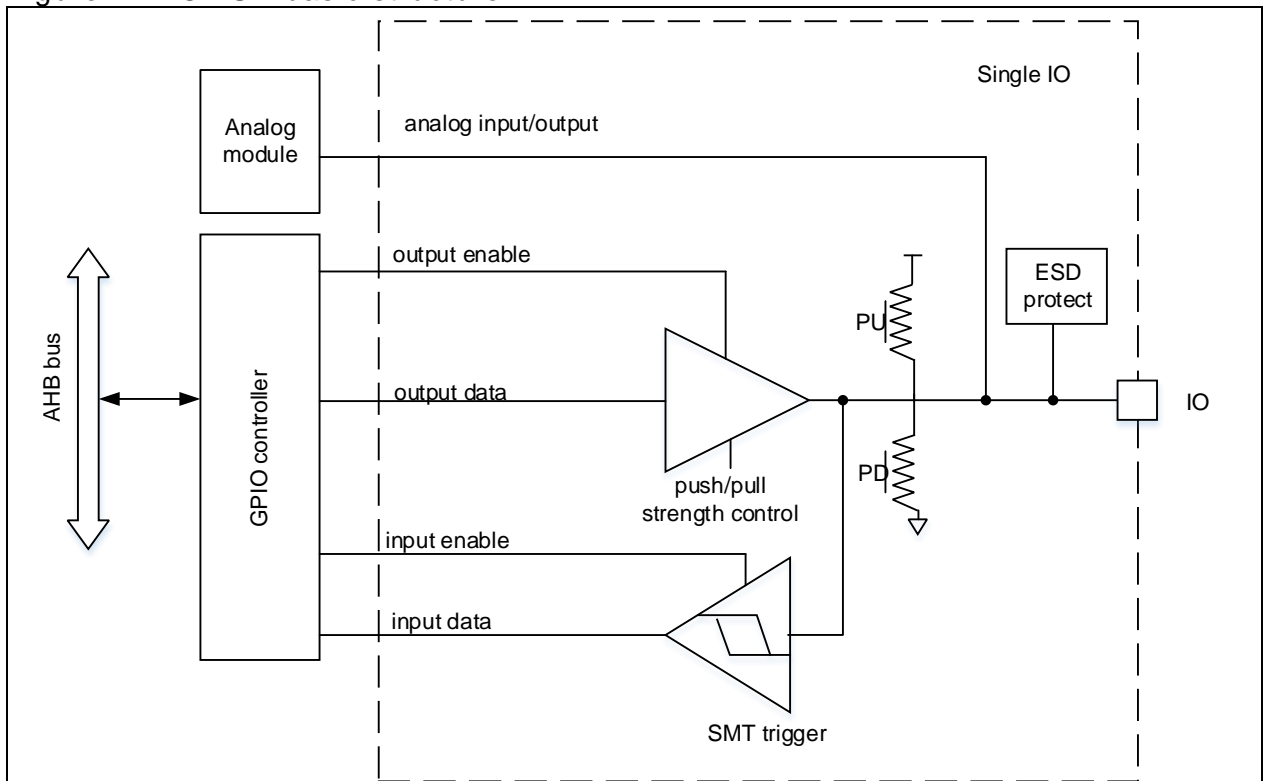 Single IO
Analog
module
analog input/output
output enable
ESD
protect
PU
AHB bus
GPIO controller
output data
IO
PD
push/pull
strength control
input enable
input data
SMT trigger